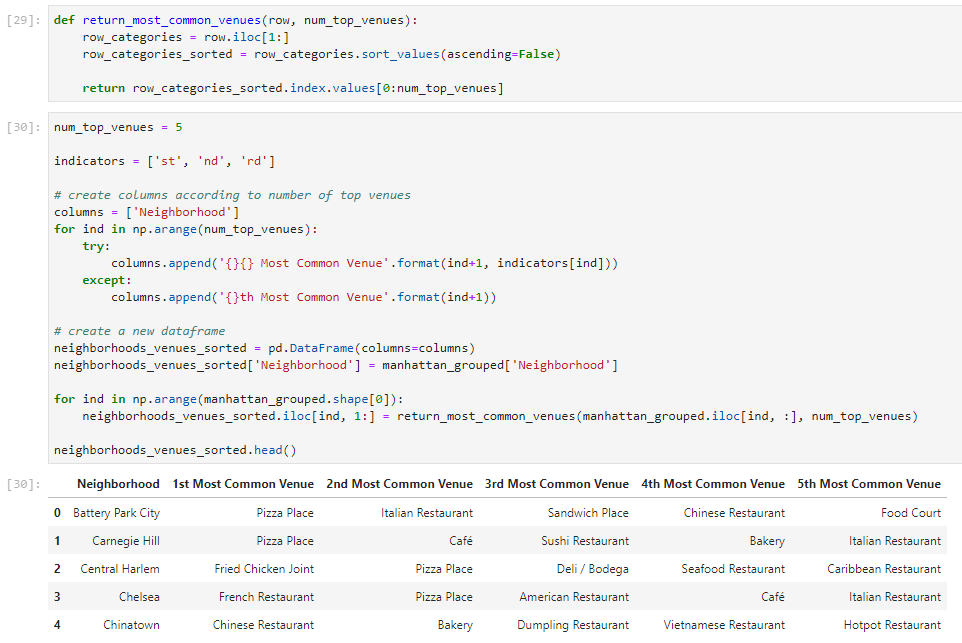 [29]: def return_most_common_venues(row, num_top_venues):
    row_categories = row.iloc[1:]
    row_categories_sorted = row_categories.sort_values(ascending=False)

    return row_categories_sorted.index.values[0:num_top_venues]
[30]: num_top_venues = 5

indicators = ['st', 'nd', 'rd']

# create columns according to number of top venues
columns = ['Neighborhood']
for ind in np.arange(num_top_venues):
    try:
        columns.append('{}{} Most Common Venue'.format(ind+1, indicators[ind]))
    except:
        columns.append('{}th Most Common Venue'.format(ind+1))

# create a new dataframe
neighborhoods_venues_sorted = pd.DataFrame(columns=columns)
neighborhoods_venues_sorted['Neighborhood'] = manhattan_grouped['Neighborhood']

for ind in np.arange(manhattan_grouped.shape[0]):
    neighborhoods_venues_sorted.iloc[ind, 1:] = return_most_common_venues(manhattan_grouped.iloc[ind, :], num_top_venues)

neighborhoods_venues_sorted.head()
[30]: Neighborhood 1st Most Common Venue 2nd Most Common Venue 3rd Most Common Venue 4th Most Common Venue 5th Most Common Venue
0 Battery Park City Pizza Place Italian Restaurant Sandwich Place Chinese Restaurant Food Court
1 Carnegie Hill Pizza Place Café Sushi Restaurant Bakery Italian Restaurant
2 Central Harlem Fried Chicken Joint Pizza Place Deli / Bodega Seafood Restaurant Caribbean Restaurant
3 Chelsea French Restaurant Pizza Place American Restaurant Café Italian Restaurant
4 Chinatown Chinese Restaurant Bakery Dumpling Restaurant Vietnamese Restaurant Hotpot Restaurant